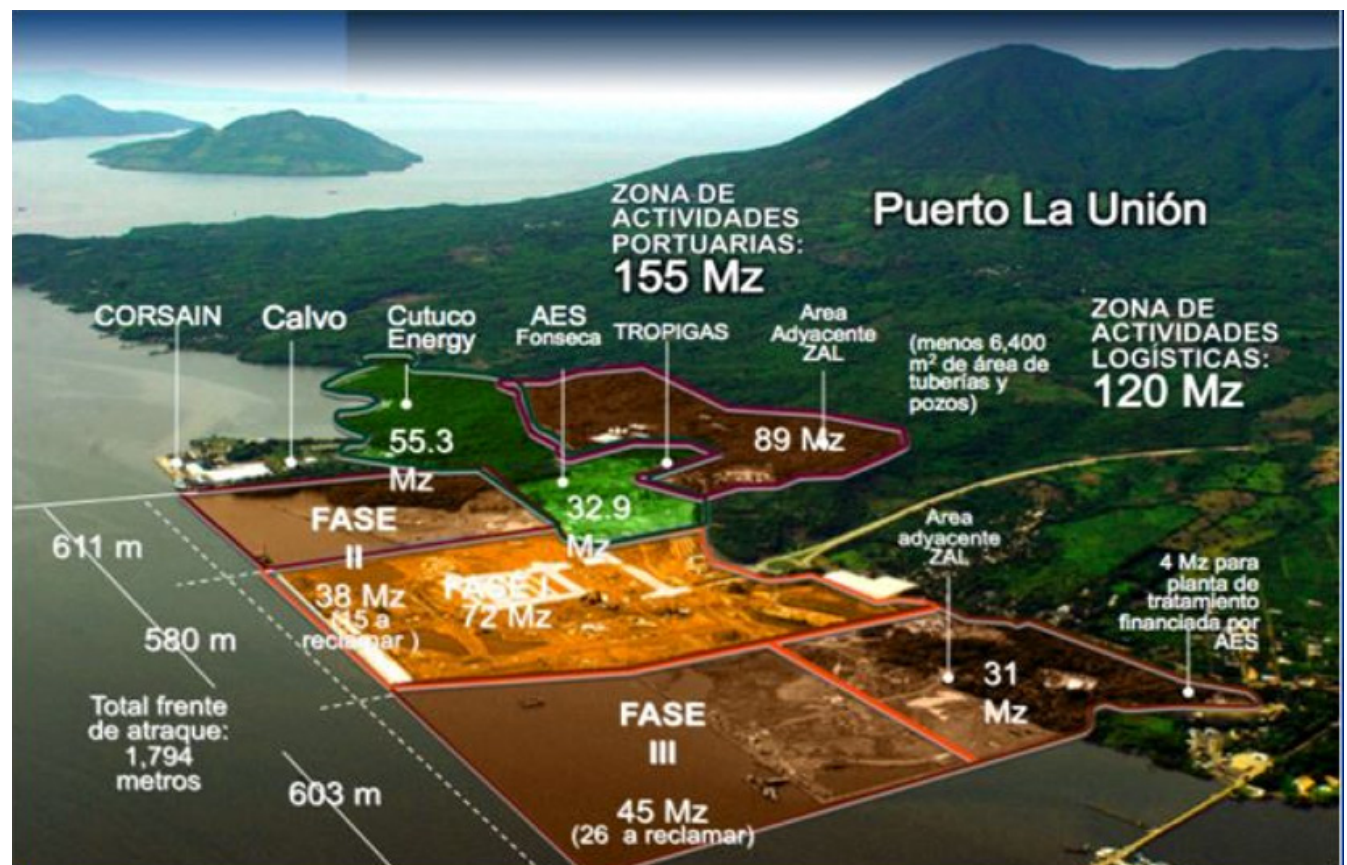 ZONA DE
ACTIVIDADES
PORTUARIAS:
155 Mz
Puerto La Unión
CORSAIN
Calvo
Cutuco
Energy
AES
Fonseca
TROPIGAS
Area
Adyacente
ZAL
(menos 6,400
m² de área de
tuberías y
pozos)
ZONA DE
ACTIVIDADES
LOGÍSTICAS:
120 Mz
55.3
Mz
89 Mz
32.9
Mz
FASE
II
38 Mz
(15 a
reclamar )
FASE I
72 Mz
Area
adyacente
ZAL
4 Mz para
planta de
tratamiento
financiada por
AES
31
Mz
611 m
580 m
Total frente
de atraque:
1,794
metros
603 m
FASE
III
45 Mz
(26 a reclamar)